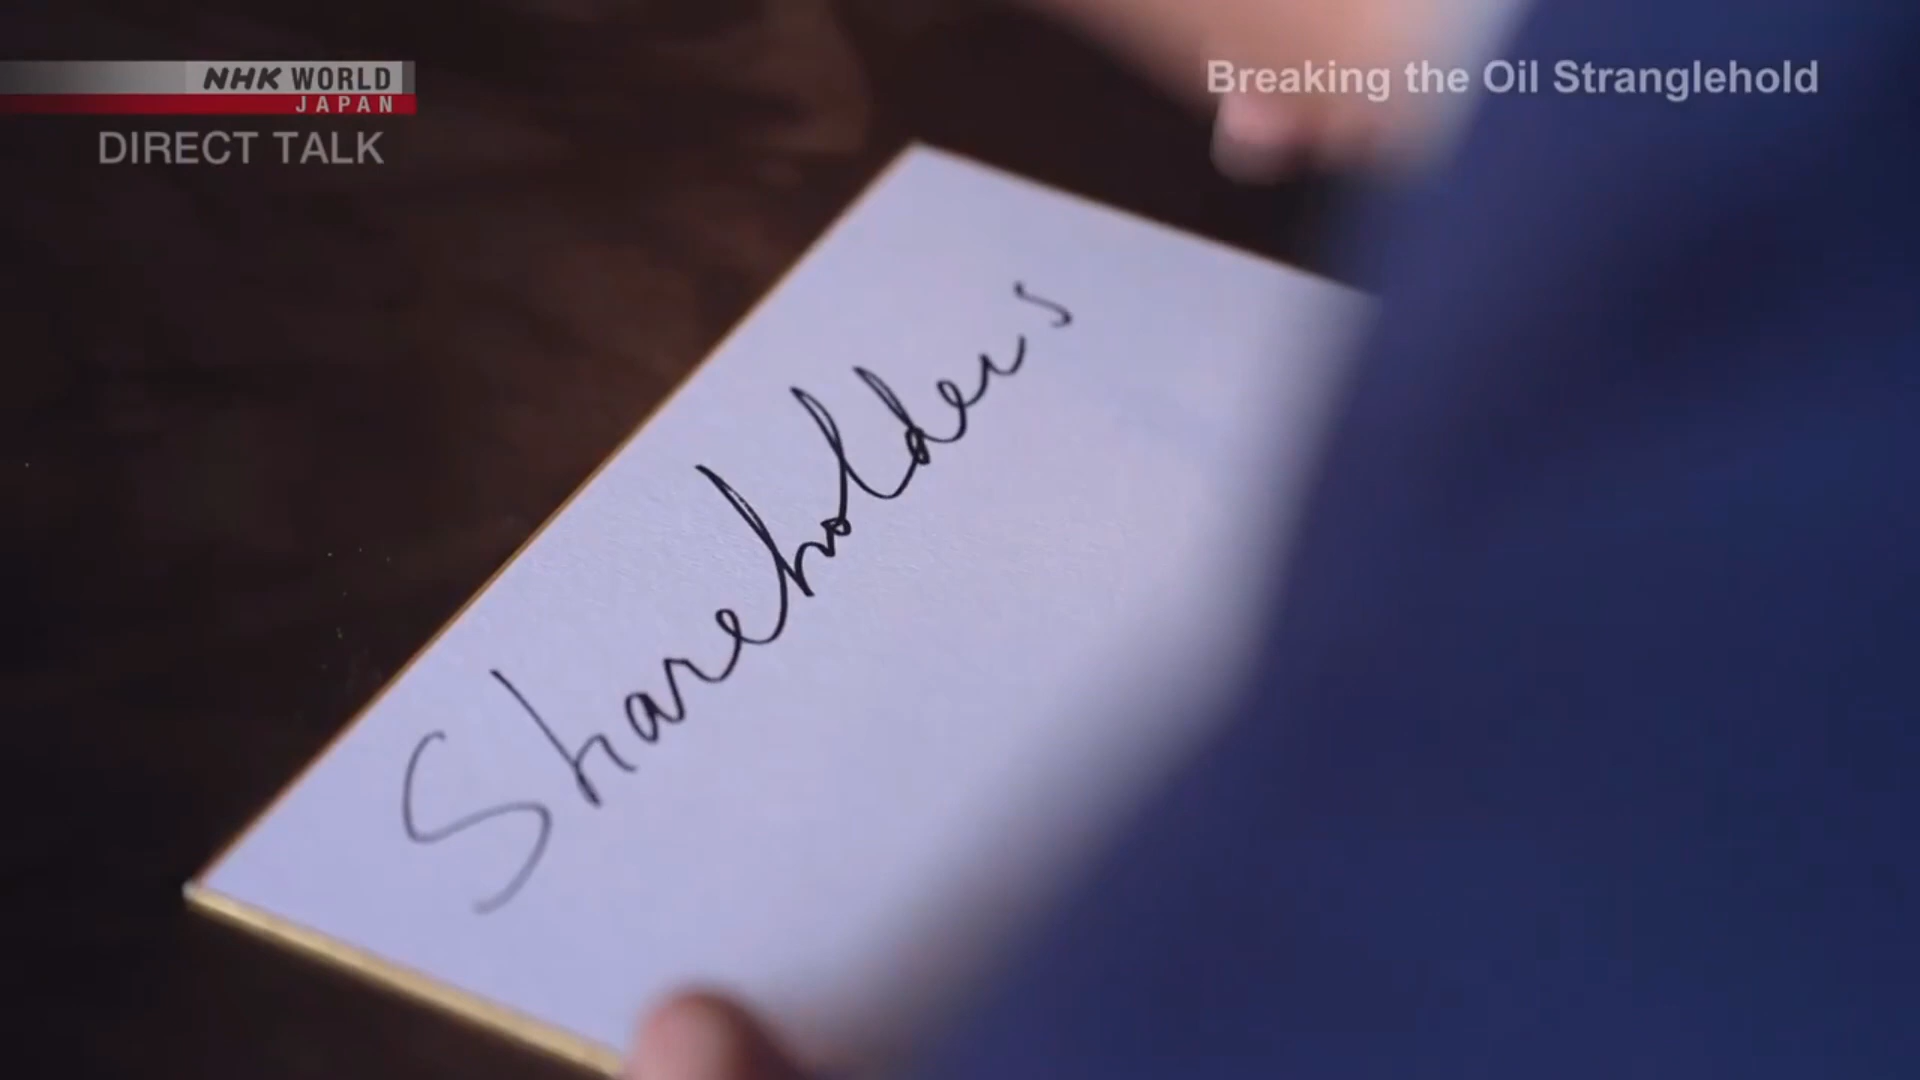 NHK WORLD
JAPAN
DIRECT TALK
Breaking the Oil Stranglehold
Shareholders